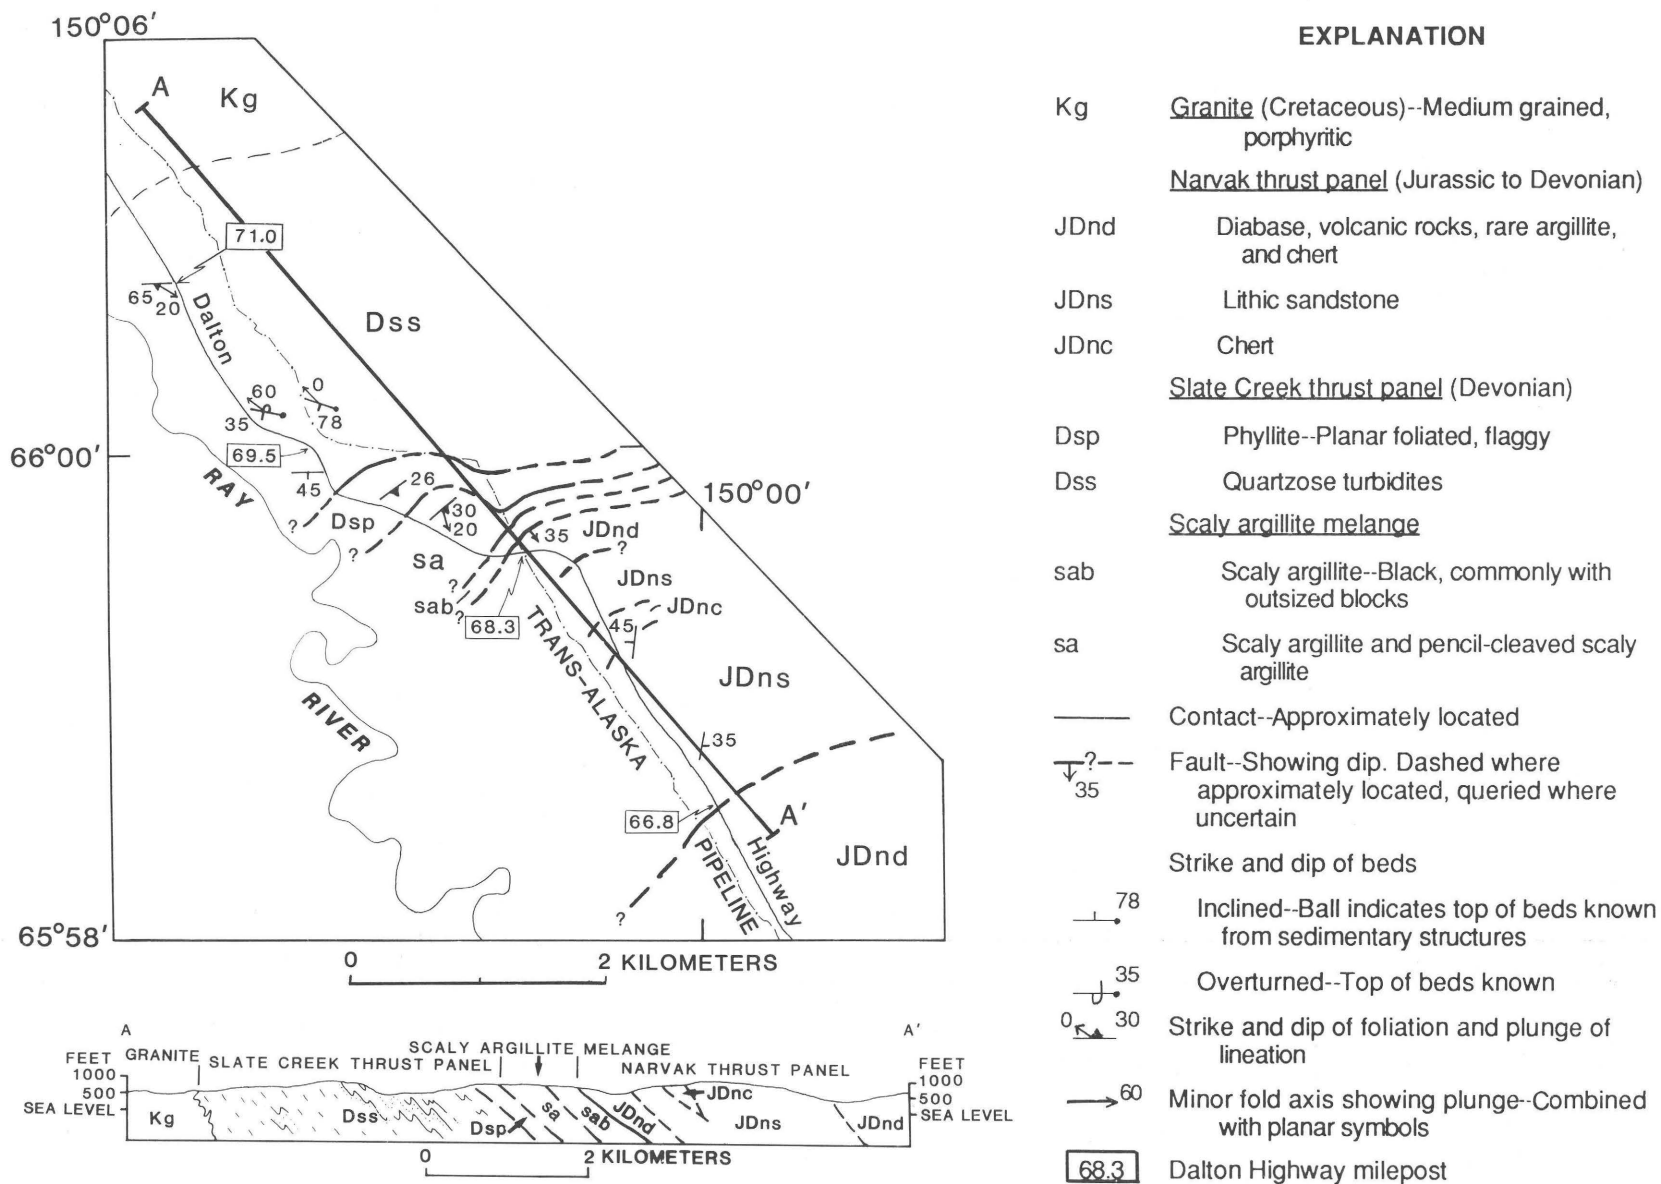 150°06′
A
Kg
71.0
65
20
Dalton
Dss
60
35
0
78
66°00′
69.5
45
RAY
26
30
20
35
150°00′
?
Dsp
?
sa
JDnd
?
?
sab
?
68.3
JDns
JDnc
45
TRANS-ALASKA
JDns
RIVER
35
66.8
A′
PIPELINE
Highway
JDnd
?
65°58′
0 2 KILOMETERS
A A′
FEET GRANITE SLATE CREEK THRUST PANEL SCALY ARGILLITE MELANGE NARVAK THRUST PANEL FEET
1000 1000
500 500
SEA LEVEL SEA LEVEL
Kg Dss Dsp sa sab JDnd JDnc JDns JDnd
0 2 KILOMETERS
EXPLANATION
Kg Granite (Cretaceous)--Medium grained,
porphyritic
Narvak thrust panel (Jurassic to Devonian)
JDnd Diabase, volcanic rocks, rare argillite,
and chert
JDns Lithic sandstone
JDnc Chert
Slate Creek thrust panel (Devonian)
Dsp Phyllite--Planar foliated, flaggy
Dss Quartzose turbidites
Scaly argillite melange
sab Scaly argillite--Black, commonly with
outsized blocks
sa Scaly argillite and pencil-cleaved scaly
argillite
Contact--Approximately located
? Fault--Showing dip. Dashed where
35 approximately located, queried where
uncertain
Strike and dip of beds
78 Inclined--Ball indicates top of beds known
from sedimentary structures
35 Overturned--Top of beds known
0 30 Strike and dip of foliation and plunge of
lineation
60 Minor fold axis showing plunge--Combined
with planar symbols
68.3 Dalton Highway milepost